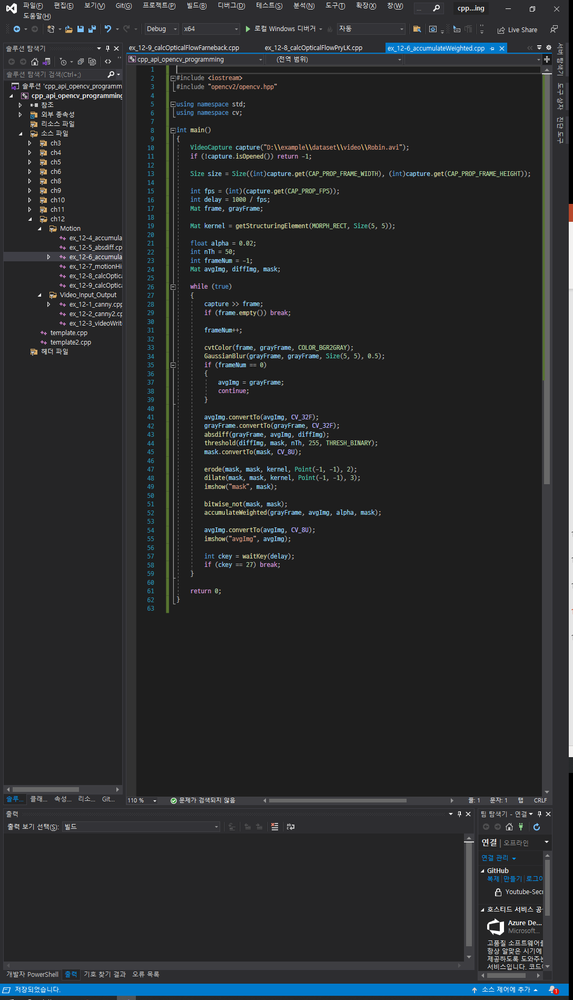 파일(F) 편집(E) 보기(V) Git(G) 프로젝트(P) 빌드(B) 디버그(D) 테스트(S) 분석(N) 도구(T) 확장(X) 창(W) ... cpp...ing
도움말(H)
Debug x64 로컬 Windows 디버거 자동 Live Share
솔루션 탐색기
솔루션 탐색기 검색(Ctrl+;)
솔루션 'cpp_api_opencv_programm
cpp_api_opencv_programming
참조
외부 종속성
리소스 파일
소스 파일
ch3
ch4
ch5
ch6
ch8
ch9
ch10
ch11
ch12
Motion
ex_12-4_accumula
ex_12-5_absdiff.cp
ex_12-6_accumula
ex_12-7_motionHi
ex_12-8_calcOptic
ex_12-9_calcOptic
Video_Input_Output
ex_12-1_canny.cpp
ex_12-2_canny2.cp
ex_12-3_videoWrit
template.cpp
template2.cpp
헤더 파일
솔루... 클래... 속성... 리소... Git...
ex_12-9_calcOpticalFlowFarneback.cpp ex_12-8_calcOpticalFlowPryLK.cpp ex_12-6_accumulateWeighted.cpp
cpp_api_opencv_programming (전역 범위)
1
2 #include <iostream>
3 #include "opencv2/opencv.hpp"
4
5 using namespace std;
6 using namespace cv;
7
8 int main()
9 {
10 VideoCapture capture("D:\\example\\dataset\\video\\Robin.avi");
11 if (!capture.isOpened()) return -1;
12
13 Size size = Size((int)capture.get(CAP_PROP_FRAME_WIDTH), (int)capture.get(CAP_PROP_FRAME_HEIGHT));
14
15 int fps = (int)(capture.get(CAP_PROP_FPS));
16 int delay = 1000 / fps;
17 Mat frame, grayFrame;
18
19 Mat kernel = getStructuringElement(MORPH_RECT, Size(5, 5));
20
21 float alpha = 0.02;
22 int nTh = 50;
23 int frameNum = -1;
24 Mat avgImg, diffImg, mask;
25
26 while (true)
27 {
28 capture >> frame;
29 if (frame.empty()) break;
30
31 frameNum++;
32
33 cvtColor(frame, grayFrame, COLOR_BGR2GRAY);
34 GaussianBlur(grayFrame, grayFrame, Size(5, 5), 0.5);
35 if (frameNum == 0)
36 {
37 avgImg = grayFrame;
38 continue;
39 }
40
41 avgImg.convertTo(avgImg, CV_32F);
42 grayFrame.convertTo(grayFrame, CV_32F);
43 absdiff(grayFrame, avgImg, diffImg);
44 threshold(diffImg, mask, nTh, 255, THRESH_BINARY);
45 mask.convertTo(mask, CV_8U);
46
47 erode(mask, mask, kernel, Point(-1, -1), 2);
48 dilate(mask, mask, kernel, Point(-1, -1), 3);
49 imshow("mask", mask);
50
51 bitwise_not(mask, mask);
52 accumulateWeighted(grayFrame, avgImg, alpha, mask);
53
54 avgImg.convertTo(avgImg, CV_8U);
55 imshow("avgImg", avgImg);
56
57 int ckey = waitKey(delay);
58 if (ckey == 27) break;
59 }
60
61 return 0;
62 }
63
110 % 문제가 검색되지 않음 줄: 1 문자: 1 탭 CRLF
서버 탐색기
도구 상자
진단 도구
출력
출력 보기 선택(S): 빌드
개발자 PowerShell 출력 기호 찾기 결과 오류 목록
팀 탐색기 - 연결
연결 | 오프라인
연결 관리
GitHub
복제 만들기 로그아
Youtube-Secr
호스티드 서비스 공
Azure De...
Microsoft...
고품질 소프트웨어를
항상 알맞은 시기에
제공하도록 도와주는
서비스입니다. 코드
저장되었습니다. 소스 제어에 추가 1